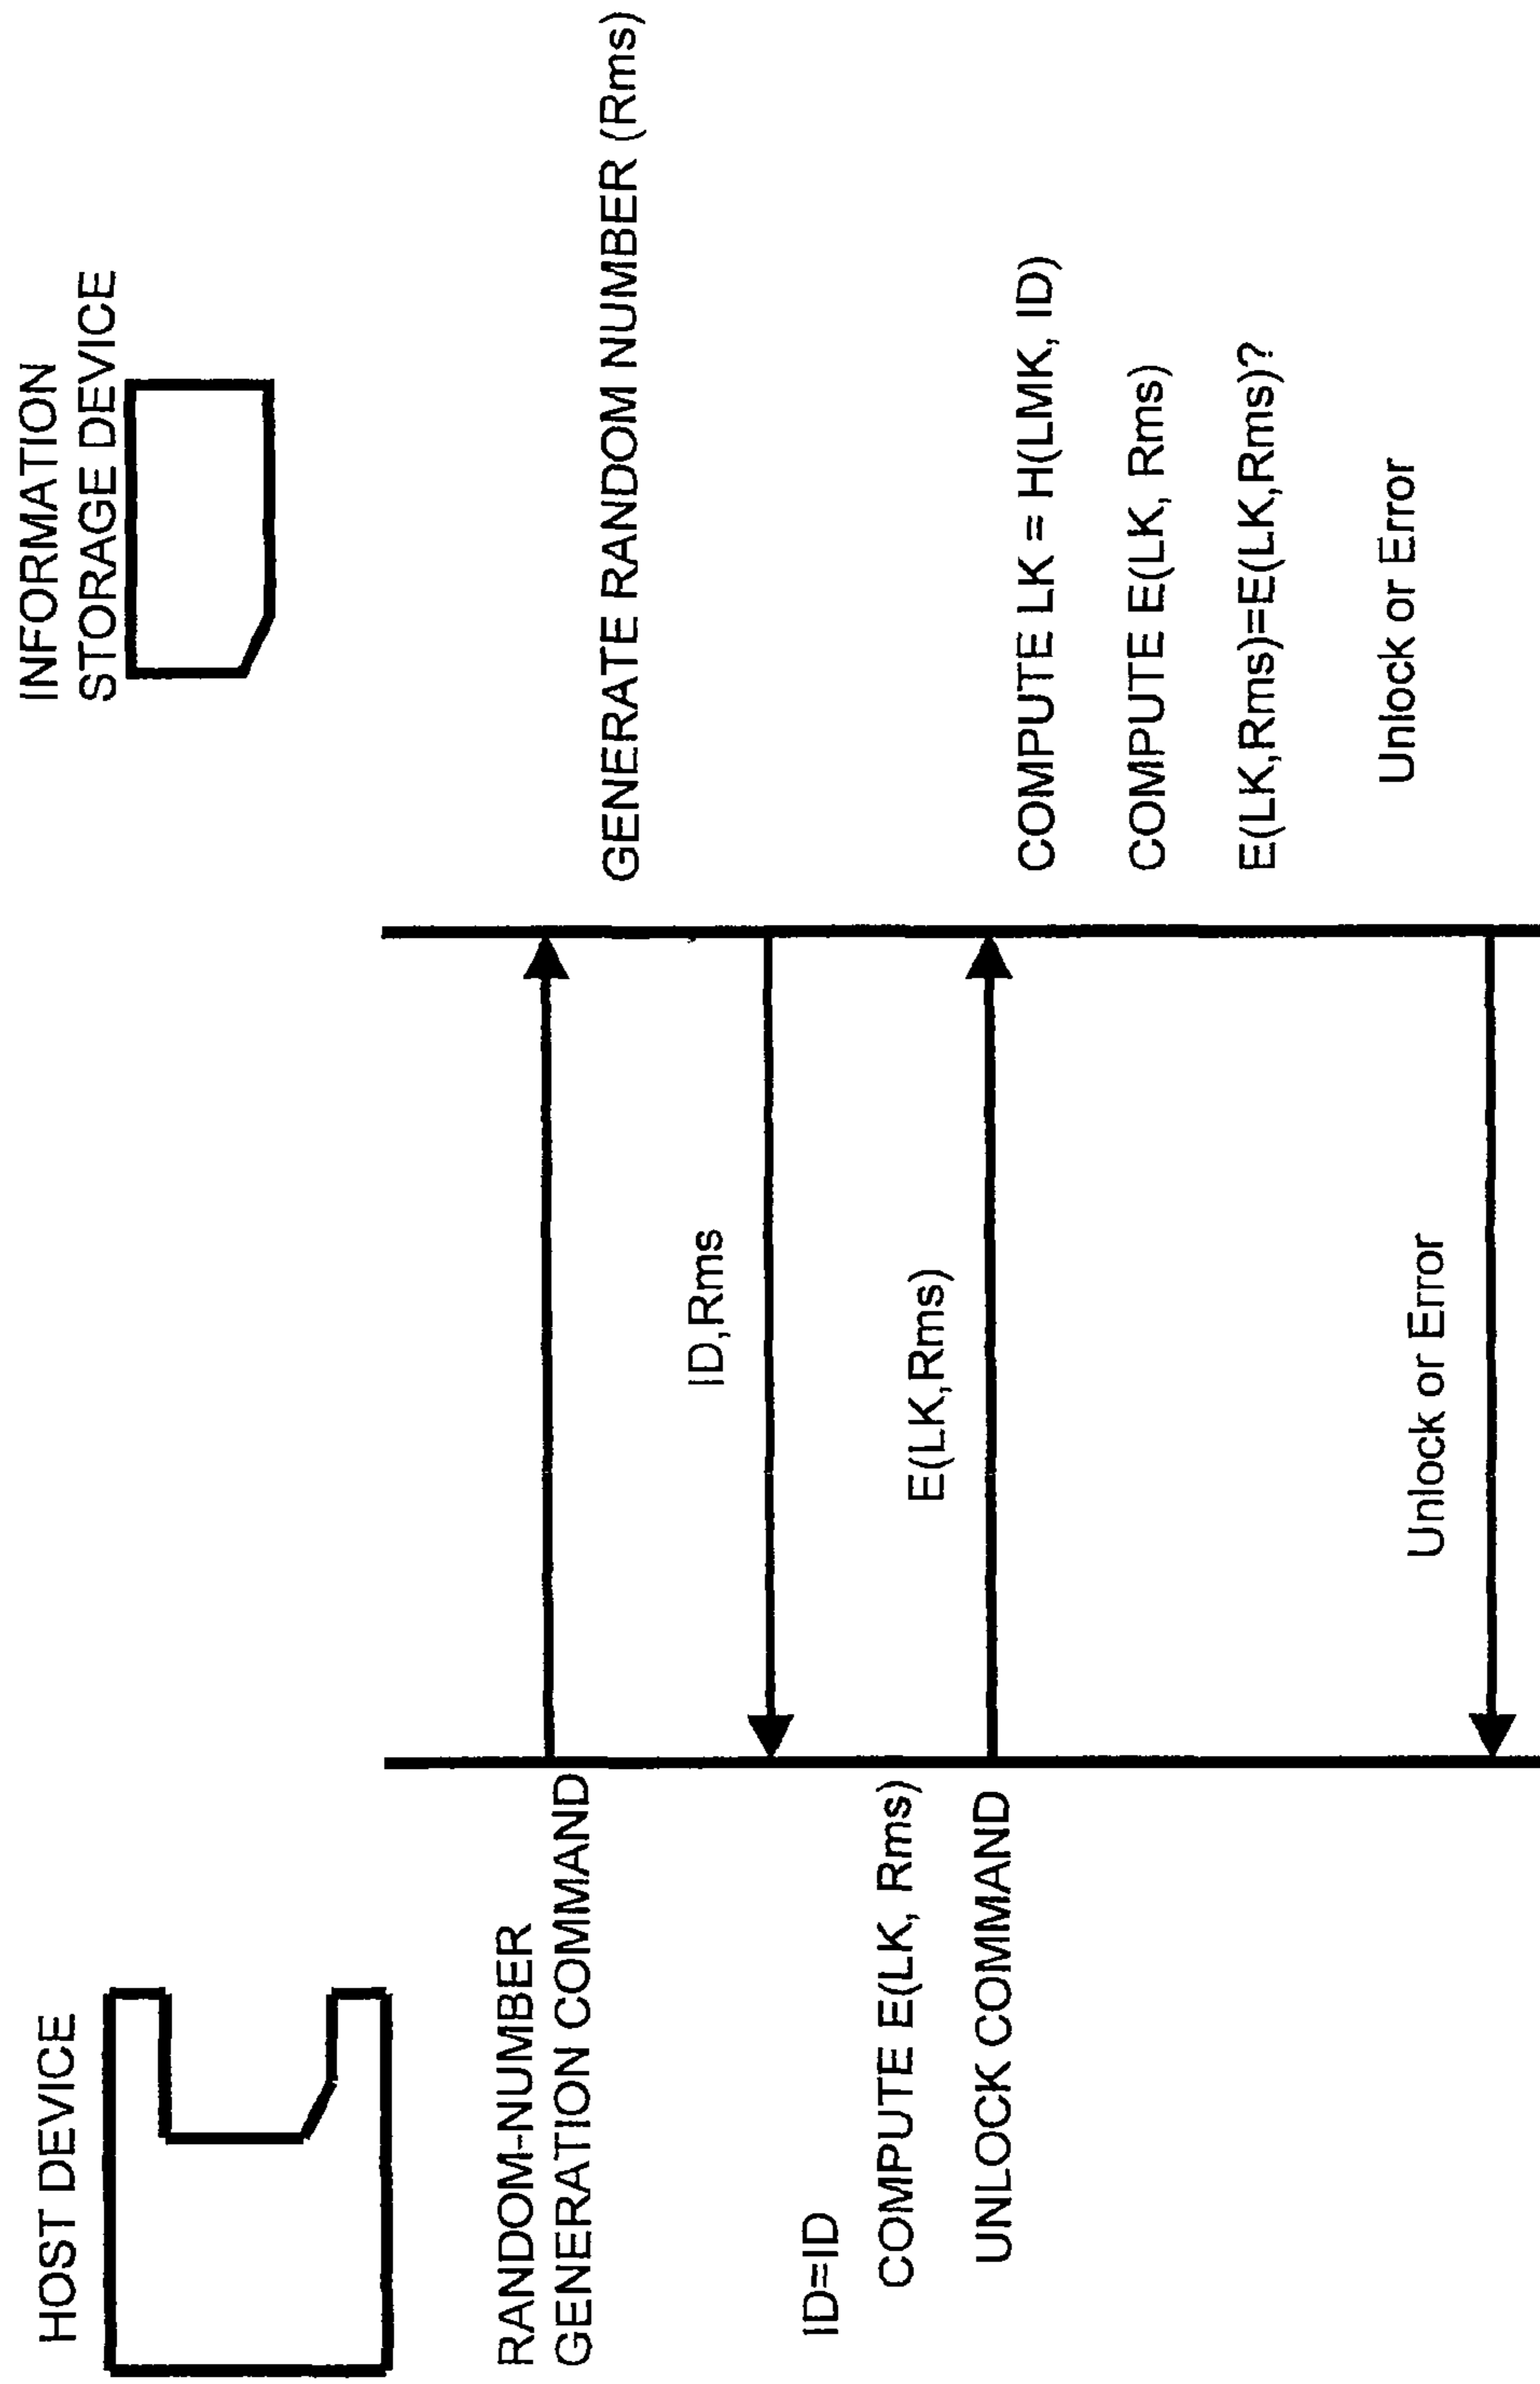 HOST DEVICE
INFORMATION
STORAGE DEVICE
RANDOM-NUMBER
GENERATION COMMAND
GENERATE RANDOM NUMBER (Rms)
ID,Rms
ID=ID
COMPUTE E(LK, Rms)
E(LK,Rms)
UNLOCK COMMAND
COMPUTE LK = H(LMK, ID)
COMPUTE E(LK, Rms)
E(LK,Rms)=E(LK,Rms)?
Unlock or Error
Unlock or Error